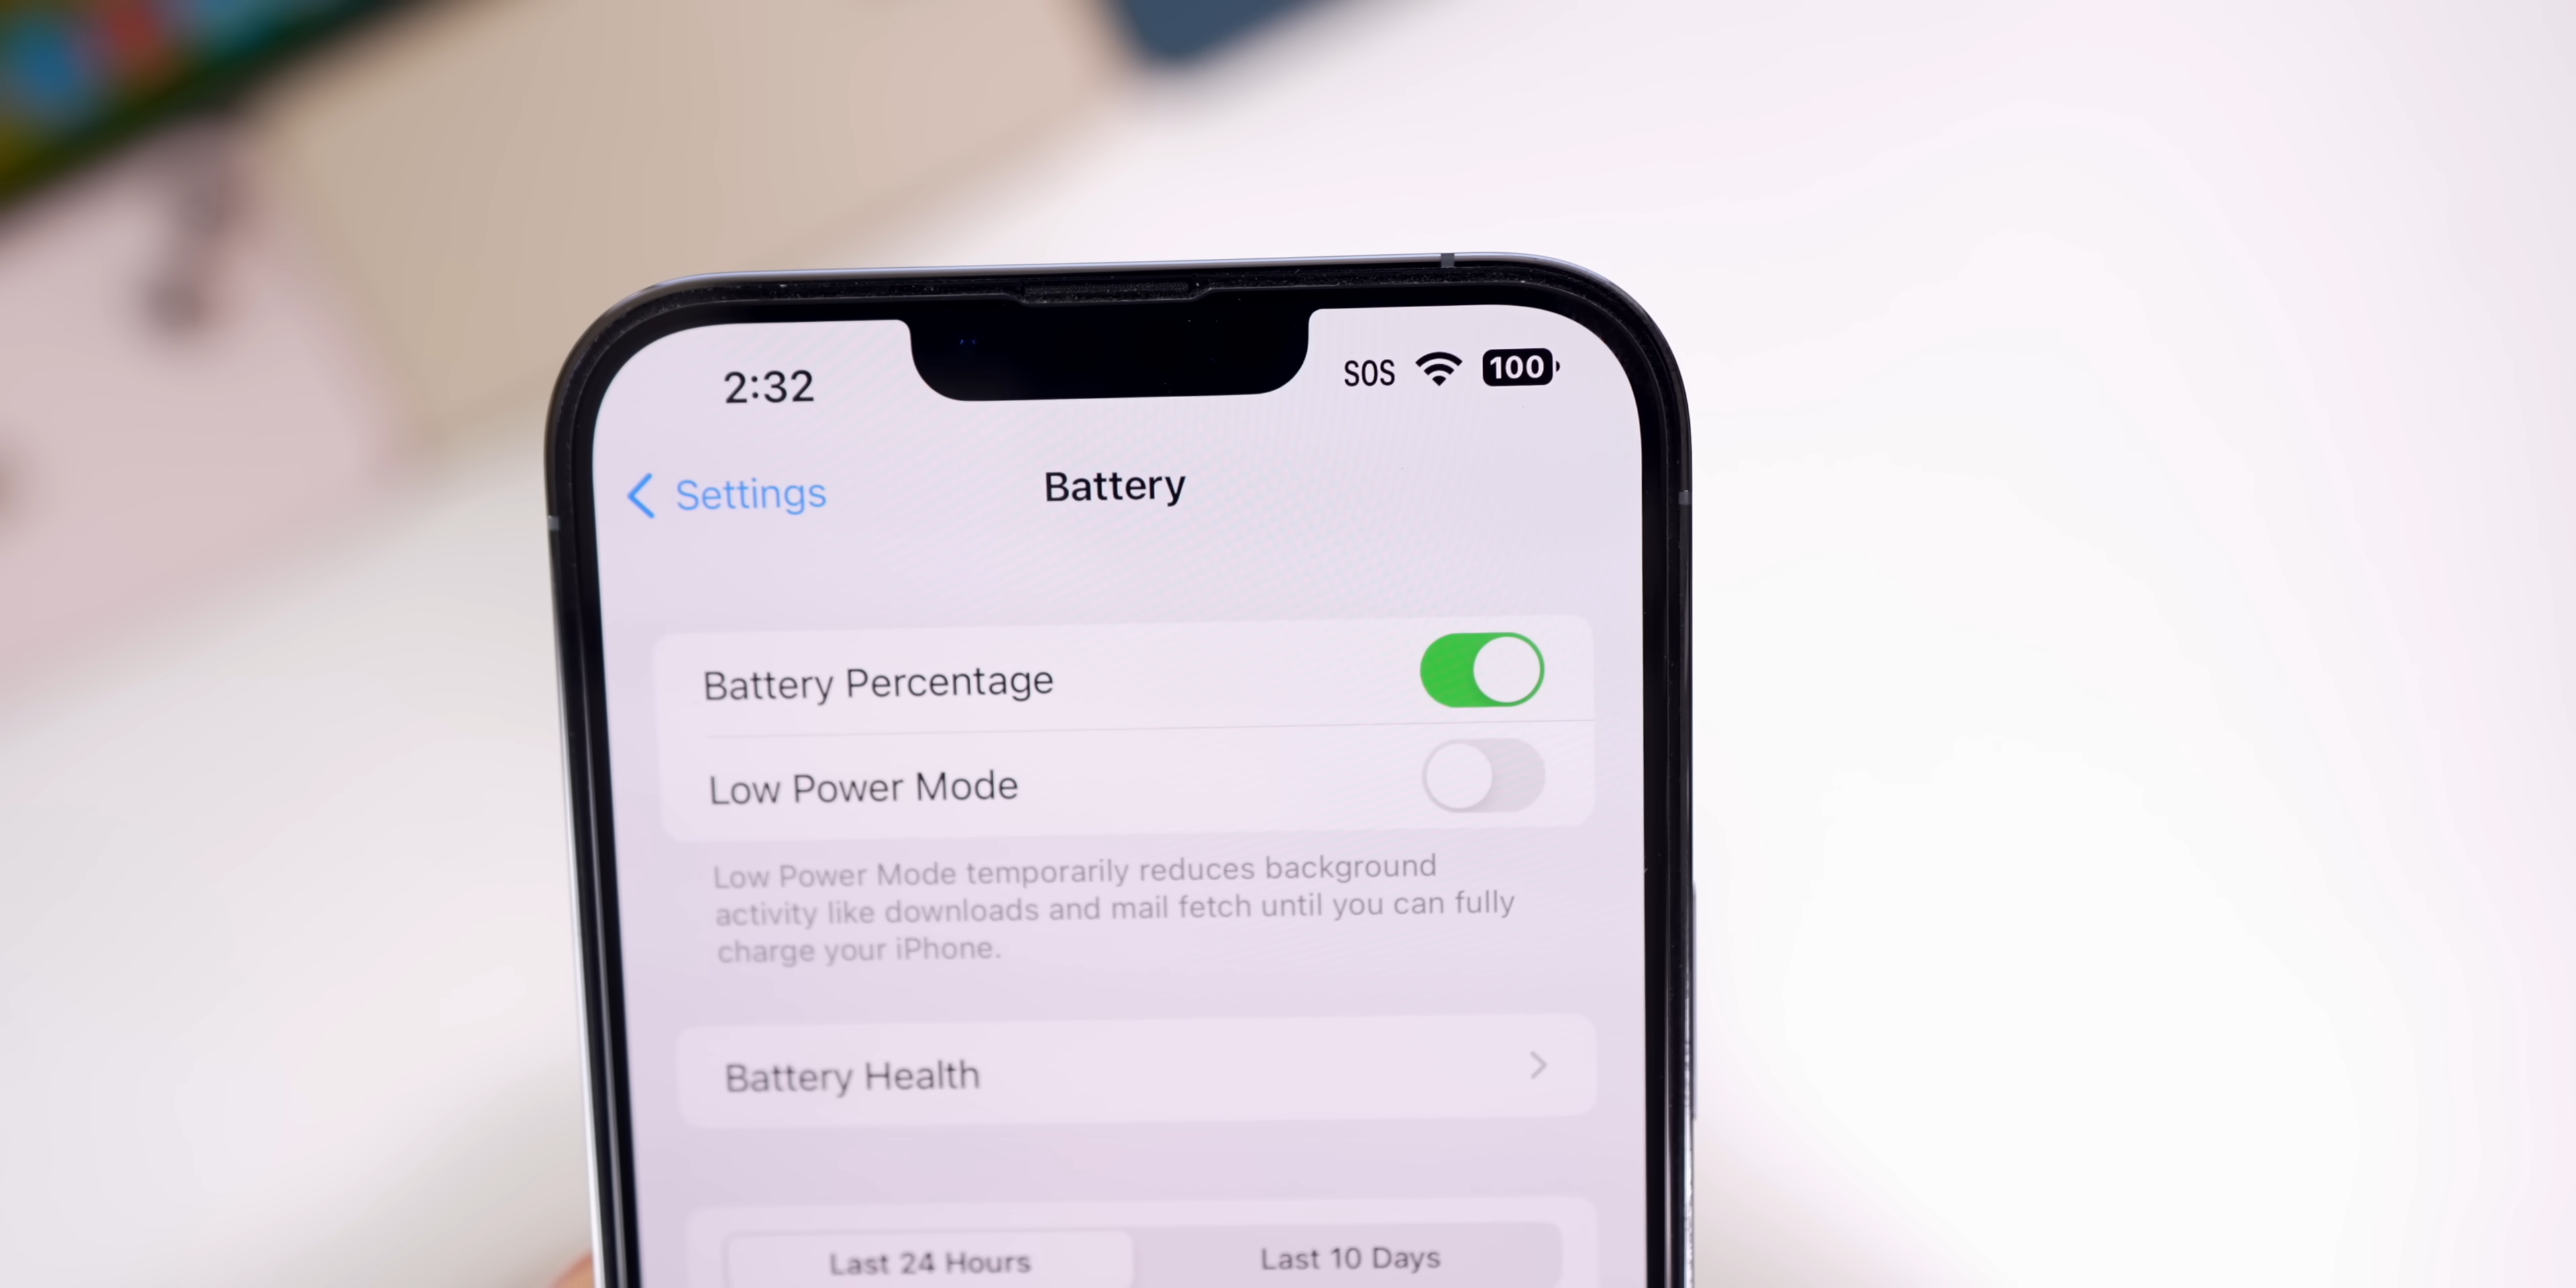 2:32
SOS 100
Settings
Battery
Battery Percentage
Low Power Mode
Low Power Mode temporarily reduces background
activity like downloads and mail fetch until you can fully
charge your iPhone.
Battery Health
Last 24 Hours
Last 10 Days